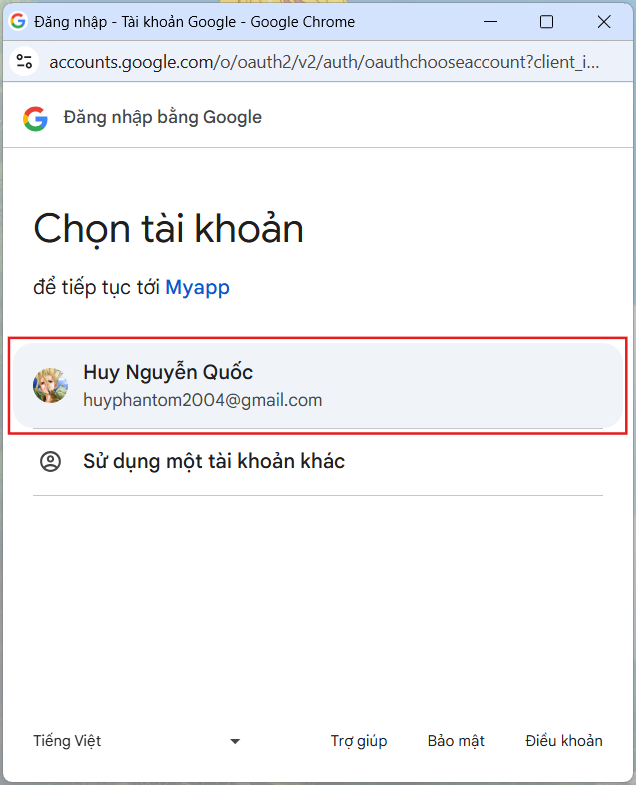 Đăng nhập - Tài khoản Google - Google Chrome
accounts.google.com/o/oauth2/v2/auth/oauthchooseaccount?client_i...
Đăng nhập bằng Google
Chọn tài khoản
để tiếp tục tới Myapp
Huy Nguyễn Quốc
huyphantom2004@gmail.com
Sử dụng một tài khoản khác
Tiếng Việt Trợ giúp Bảo mật Điều khoản